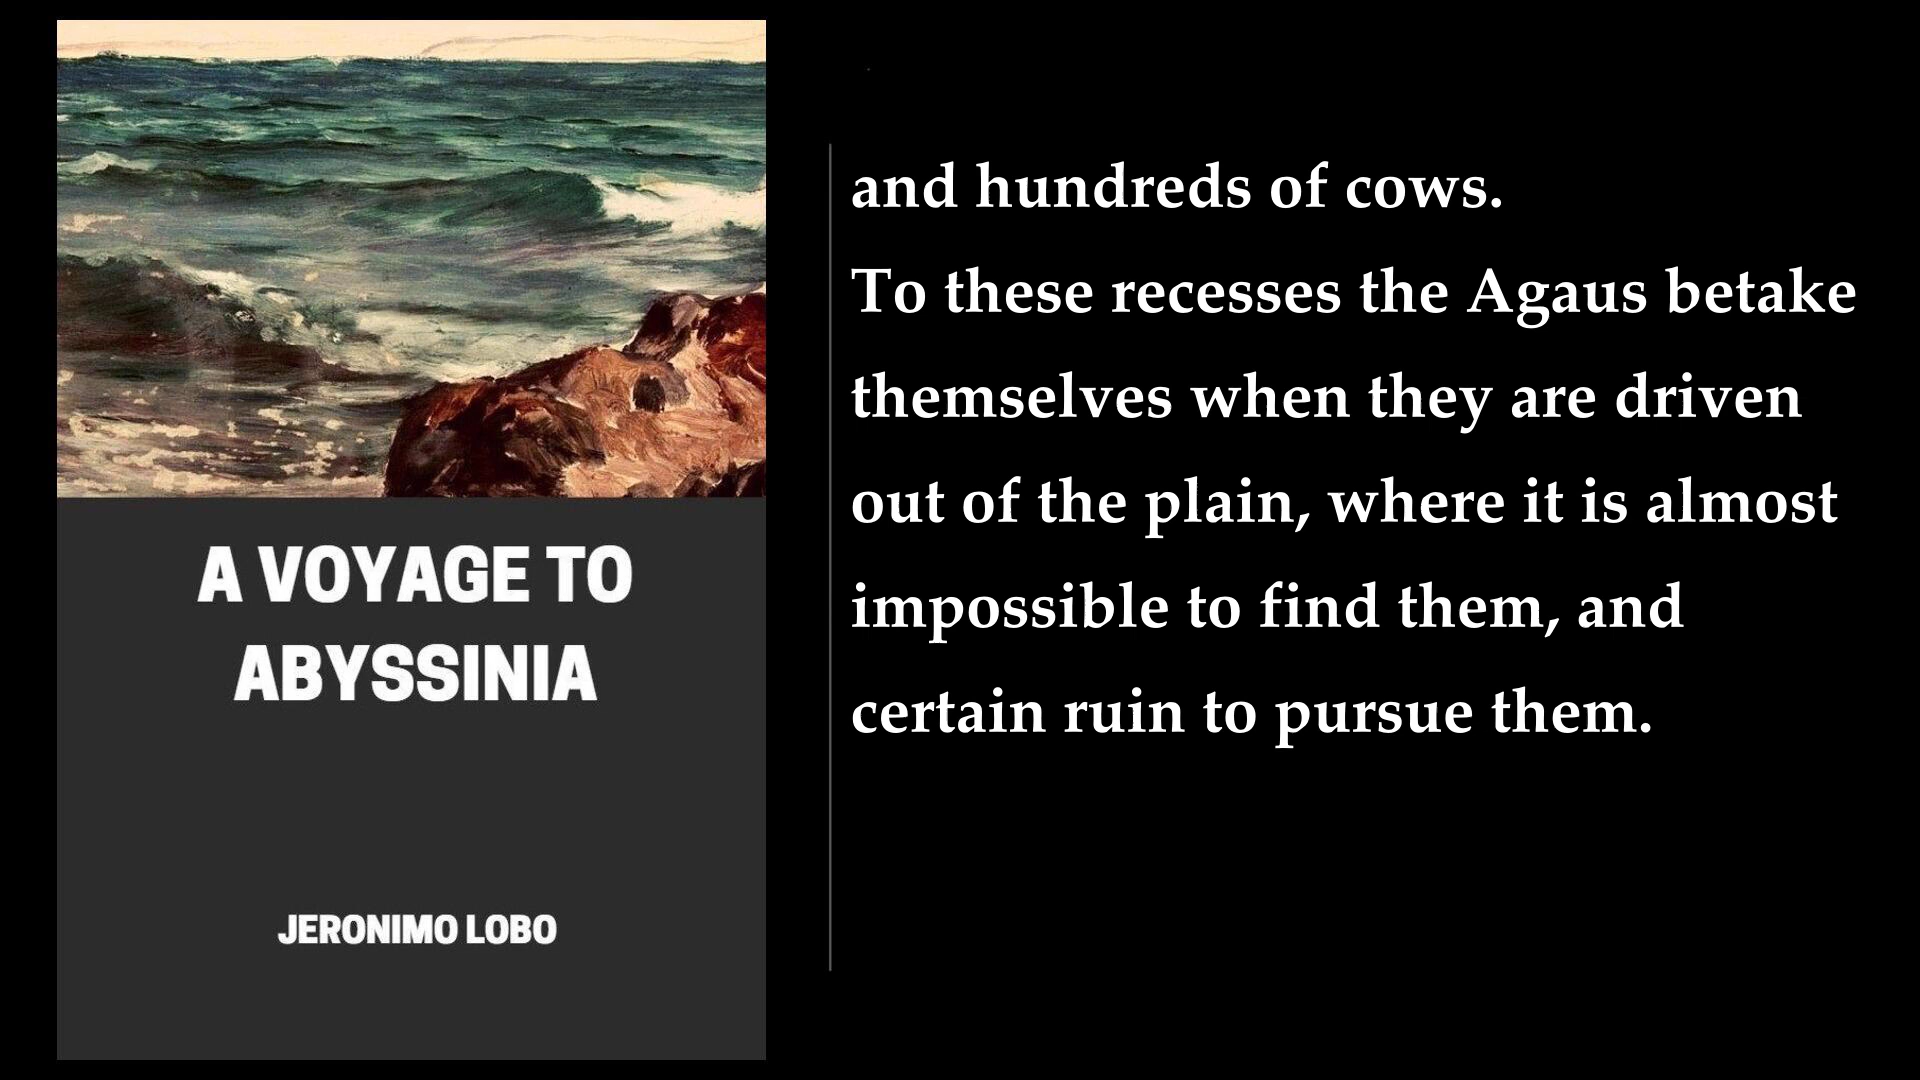 A VOYAGE TO
ABYSSINIA
JERONIMO LOBO
and hundreds of cows.
To these recesses the Agaus betake
themselves when they are driven
out of the plain, where it is almost
impossible to find them, and
certain ruin to pursue them.